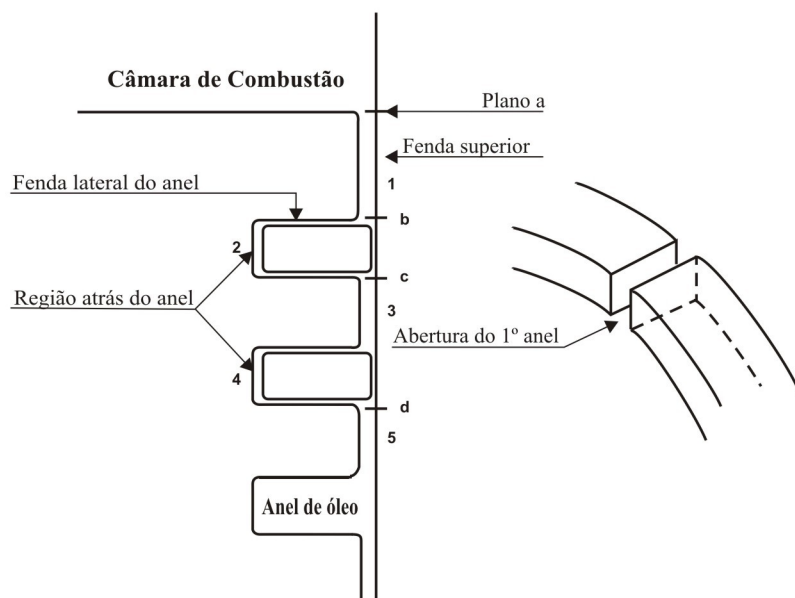 Câmara de Combustão
Plano a
Fenda superior
1
Fenda lateral do anel
b
2
c
Região atrás do anel
3
Abertura do 1º anel
4
d
5
Anel de óleo